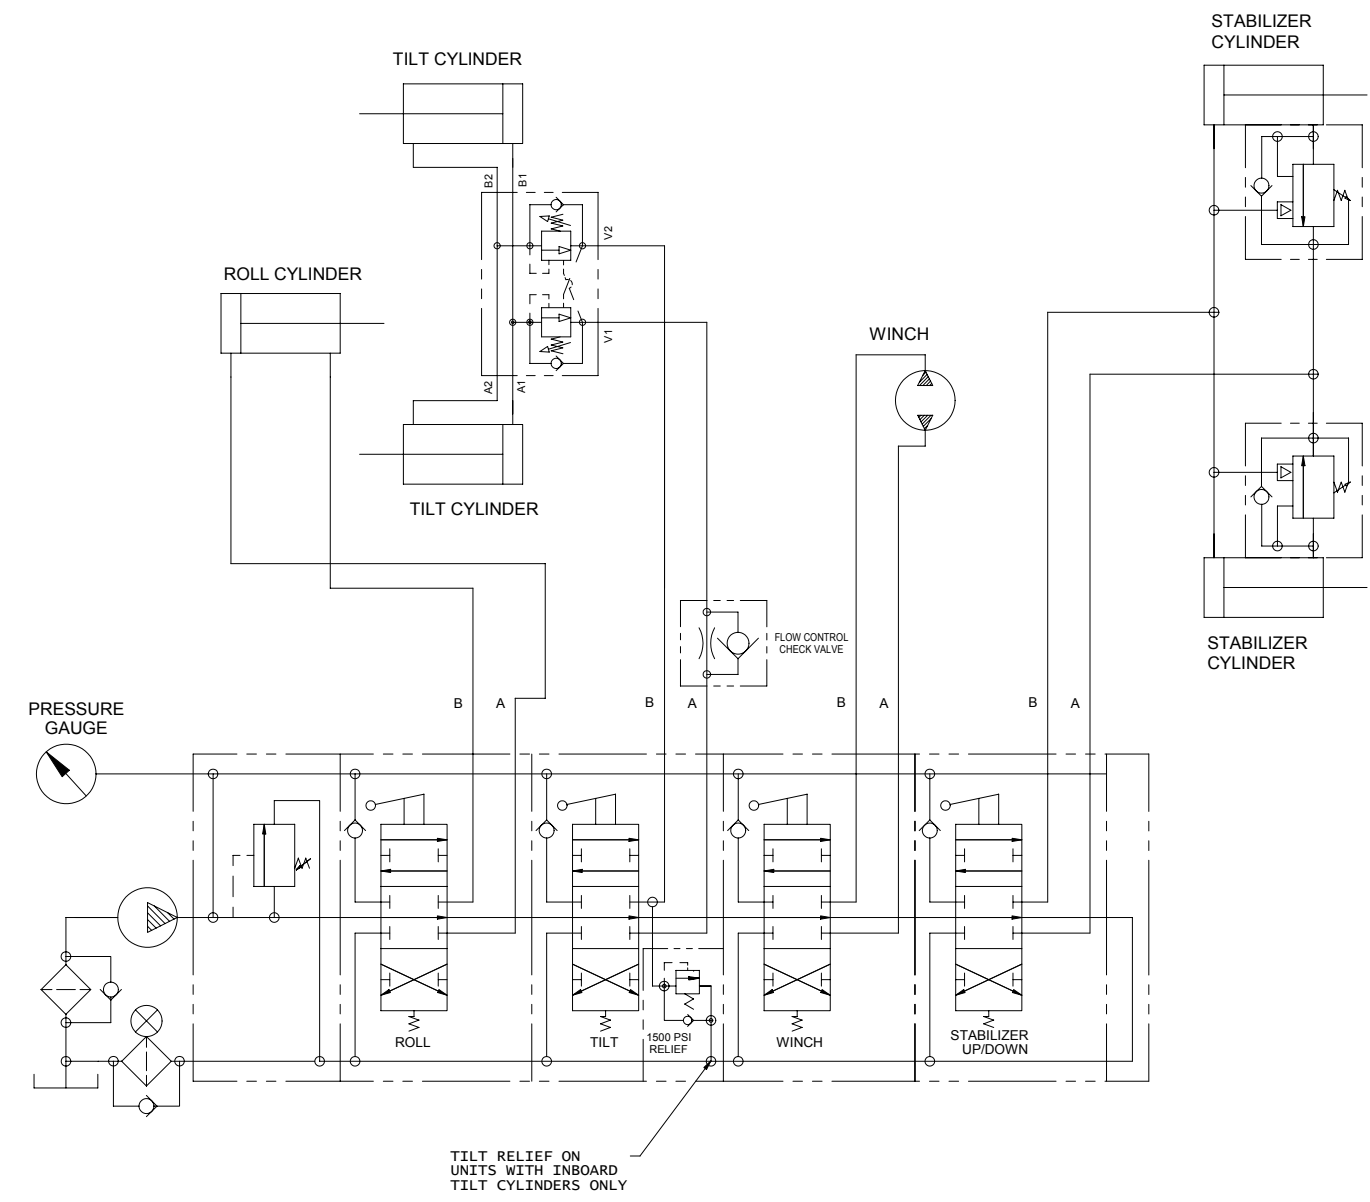 STABILIZER
CYLINDER
TILT CYLINDER
B2
B1
V2
ROLL CYLINDER
V1
WINCH
A2
A1
TILT CYLINDER
FLOW CONTROL
CHECK VALVE
STABILIZER
CYLINDER
B
A
B
A
B
A
B
A
PRESSURE
GAUGE
ROLL
TILT
1500 PSI
RELIEF
WINCH
STABILIZER
UP/DOWN
TILT RELIEF ON
UNITS WITH INBOARD
TILT CYLINDERS ONLY